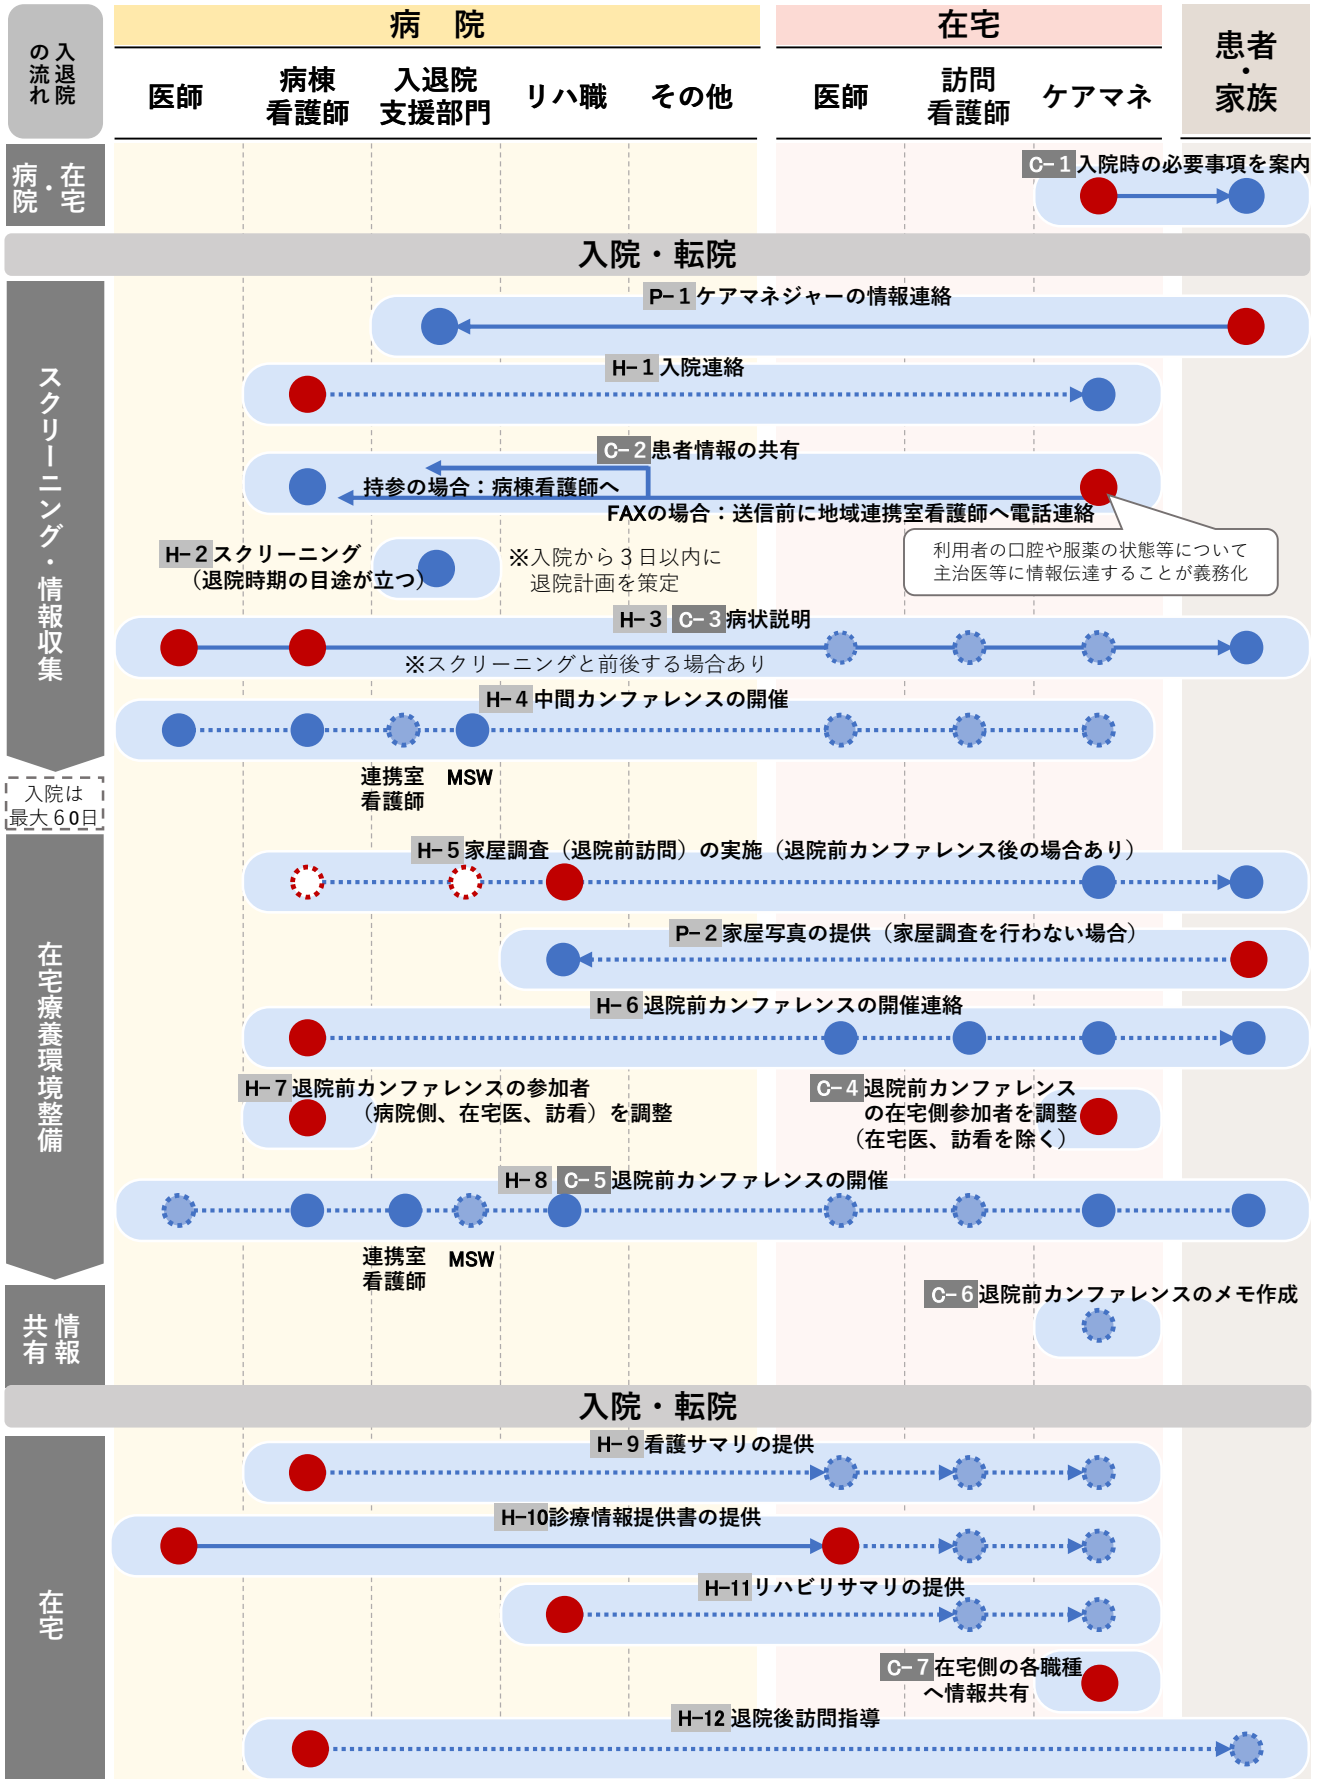 入退院
の流れ
病　院
在宅
患者
・
家族
医師
病棟
看護師
入退院
支援部門
リハ職
その他
医師
訪問
看護師
ケアマネ
在宅・
病院
C-1 入院時の必要事項を案内
入院・転院
スクリーニング・情報収集
P-1 ケアマネジャーの情報連絡
H-1 入院連絡
C-2 患者情報の共有
持参の場合：病棟看護師へ
FAXの場合：送信前に地域連携室看護師へ電話連絡
利用者の口腔や服薬の状態等について
主治医等に情報伝達することが義務化
H-2 スクリーニング
（退院時期の目途が立つ）
※入院から３日以内に
退院計画を策定
H-3 C-3 病状説明
※スクリーニングと前後する場合あり
H-4 中間カンファレンスの開催
連携室
看護師
MSW
入院は
最大６０日
在宅療養環境整備
H-5 家屋調査（退院前訪問）の実施（退院前カンファレンス後の場合あり）
P-2 家屋写真の提供（家屋調査を行わない場合）
H-6 退院前カンファレンスの開催連絡
H-7 退院前カンファレンスの参加者
（病院側、在宅医、訪看）を調整
C-4 退院前カンファレンス
の在宅側参加者を調整
（在宅医、訪看を除く）
H-8 C-5 退院前カンファレンスの開催
連携室
看護師
MSW
情報
共有
C-6 退院前カンファレンスのメモ作成
入院・転院
在宅
H-9 看護サマリの提供
H-10 診療情報提供書の提供
H-11 リハビリサマリの提供
C-7 在宅側の各職種
へ情報共有
H-12 退院後訪問指導